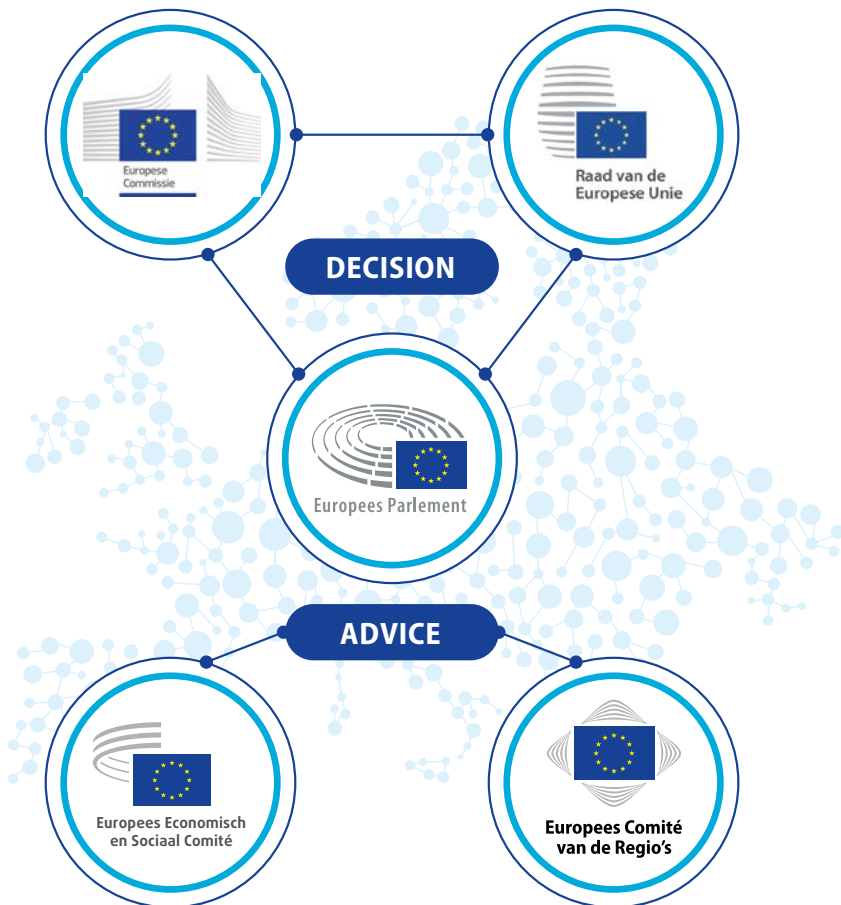 Europese
Commissie
Raad van de
Europese Unie
DECISION
Europees Parlement
ADVICE
Europees Economisch
en Sociaal Comité
Europees Comité
van de Regio's